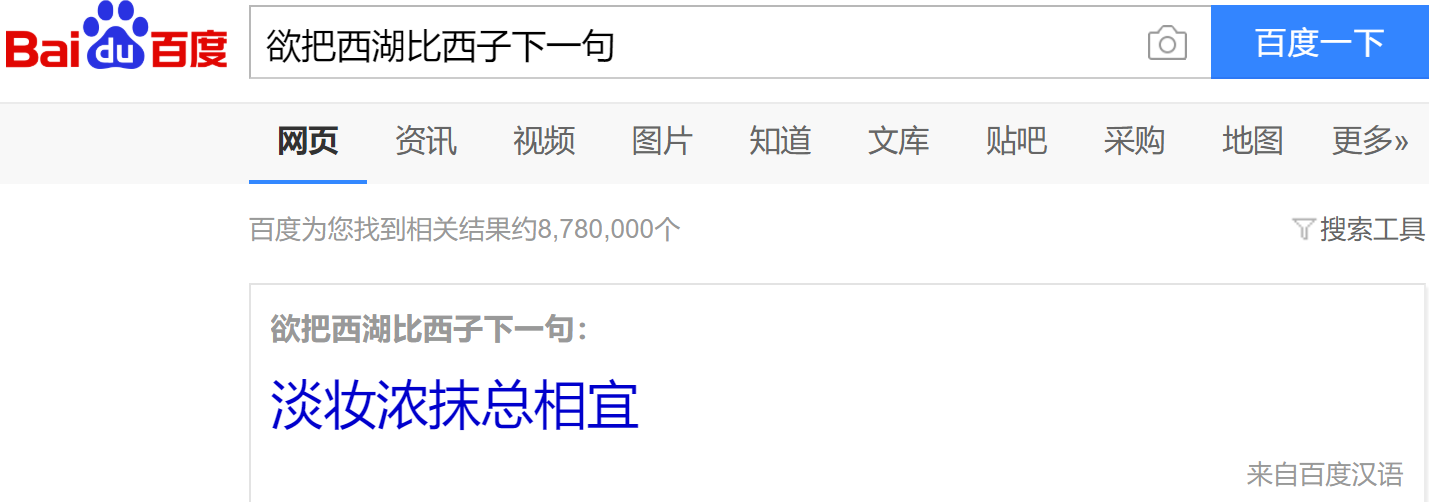 Bai du 百度 欲把西湖比西子下一句 百度一下
网页 资讯 视频 图片 知道 文库 贴吧 采购 地图 更多»
百度为您找到相关结果约8,780,000个 搜索工具
欲把西湖比西子下一句：
淡妆浓抹总相宜
来自百度汉语